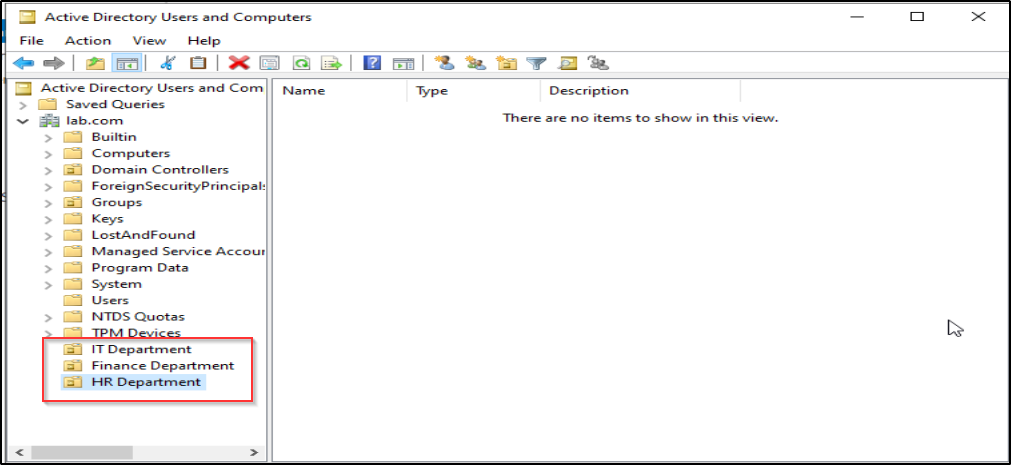 Active Directory Users and Computers
File Action View Help
Active Directory Users and Com
Name Type Description
Saved Queries
There are no items to show in this view.
lab.com
Builtin
Computers
Domain Controllers
ForeignSecurityPrincipals
Groups
Keys
LostAndFound
Managed Service Accour
Program Data
System
Users
NTDS Quotas
TPM Devices
IT Department
Finance Department
HR Department